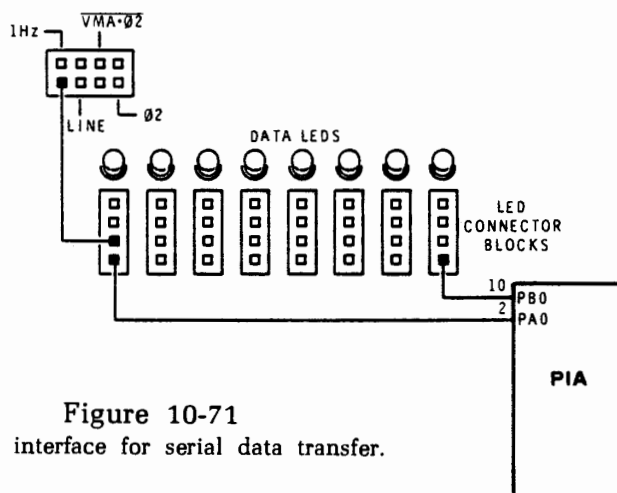 VMA·Ø2
1Hz
LINE
Ø2
DATA LEDS
LED
CONNECTOR
BLOCKS
10
PB0
2
PA0
PIA
Figure 10-71
interface for serial data transfer.